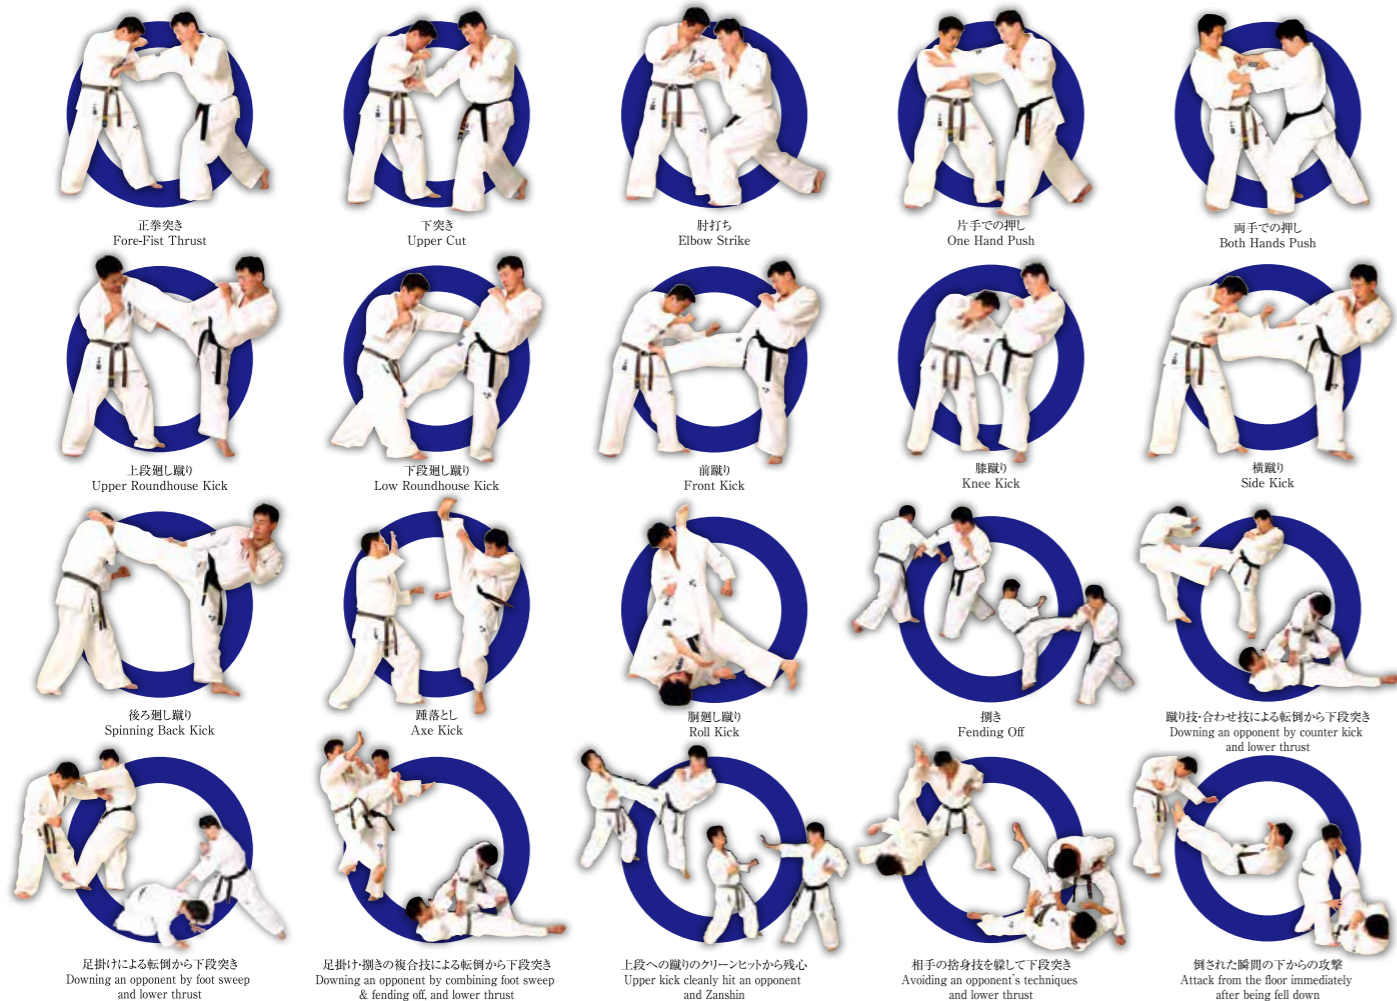 正拳突き
Fore-Fist Thrust
下突き
Upper Cut
肘打ち
Elbow Strike
片手での押し
One Hand Push
両手での押し
Both Hands Push
上段廻し蹴り
Upper Roundhouse Kick
下段廻し蹴り
Low Roundhouse Kick
前蹴り
Front Kick
膝蹴り
Knee Kick
横蹴り
Side Kick
後ろ廻し蹴り
Spinning Back Kick
踵落とし
Axe Kick
胴廻し蹴り
Roll Kick
捌き
Fending Off
蹴り技・合わせ技による転倒から下段突き
Downing an opponent by counter kick
and lower thrust
足掛けによる転倒から下段突き
Downing an opponent by foot sweep
and lower thrust
足掛け・捌きの複合技による転倒から下段突き
Downing an opponent by combining foot sweep
& fending off, and lower thrust
上段への蹴りのクリーンヒットから残心
Upper kick cleanly hit an opponent
and Zanshin
相手の捨身技を躱して下段突き
Avoiding an opponent's techniques
and lower thrust
倒された瞬間の下からの攻撃
Attack from the floor immediately
after being fell down